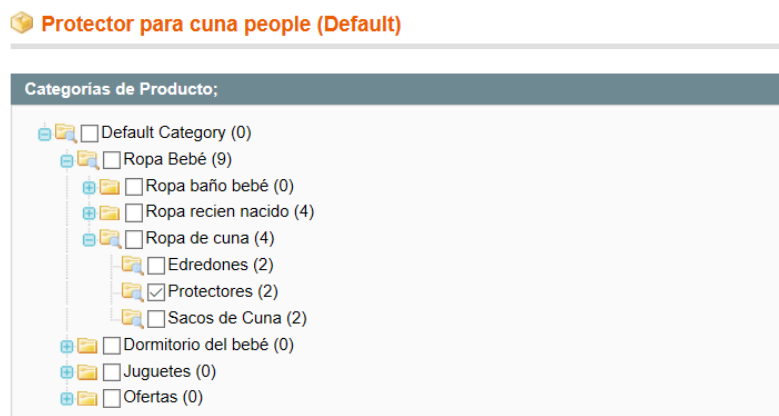 Protector para cuna people (Default)
Categorías de Producto;
Default Category (0)
Ropa Bebé (9)
Ropa baño bebé (0)
Ropa recien nacido (4)
Ropa de cuna (4)
Edredones (2)
Protectores (2)
Sacos de Cuna (2)
Dormitorio del bebé (0)
Juguetes (0)
Ofertas (0)